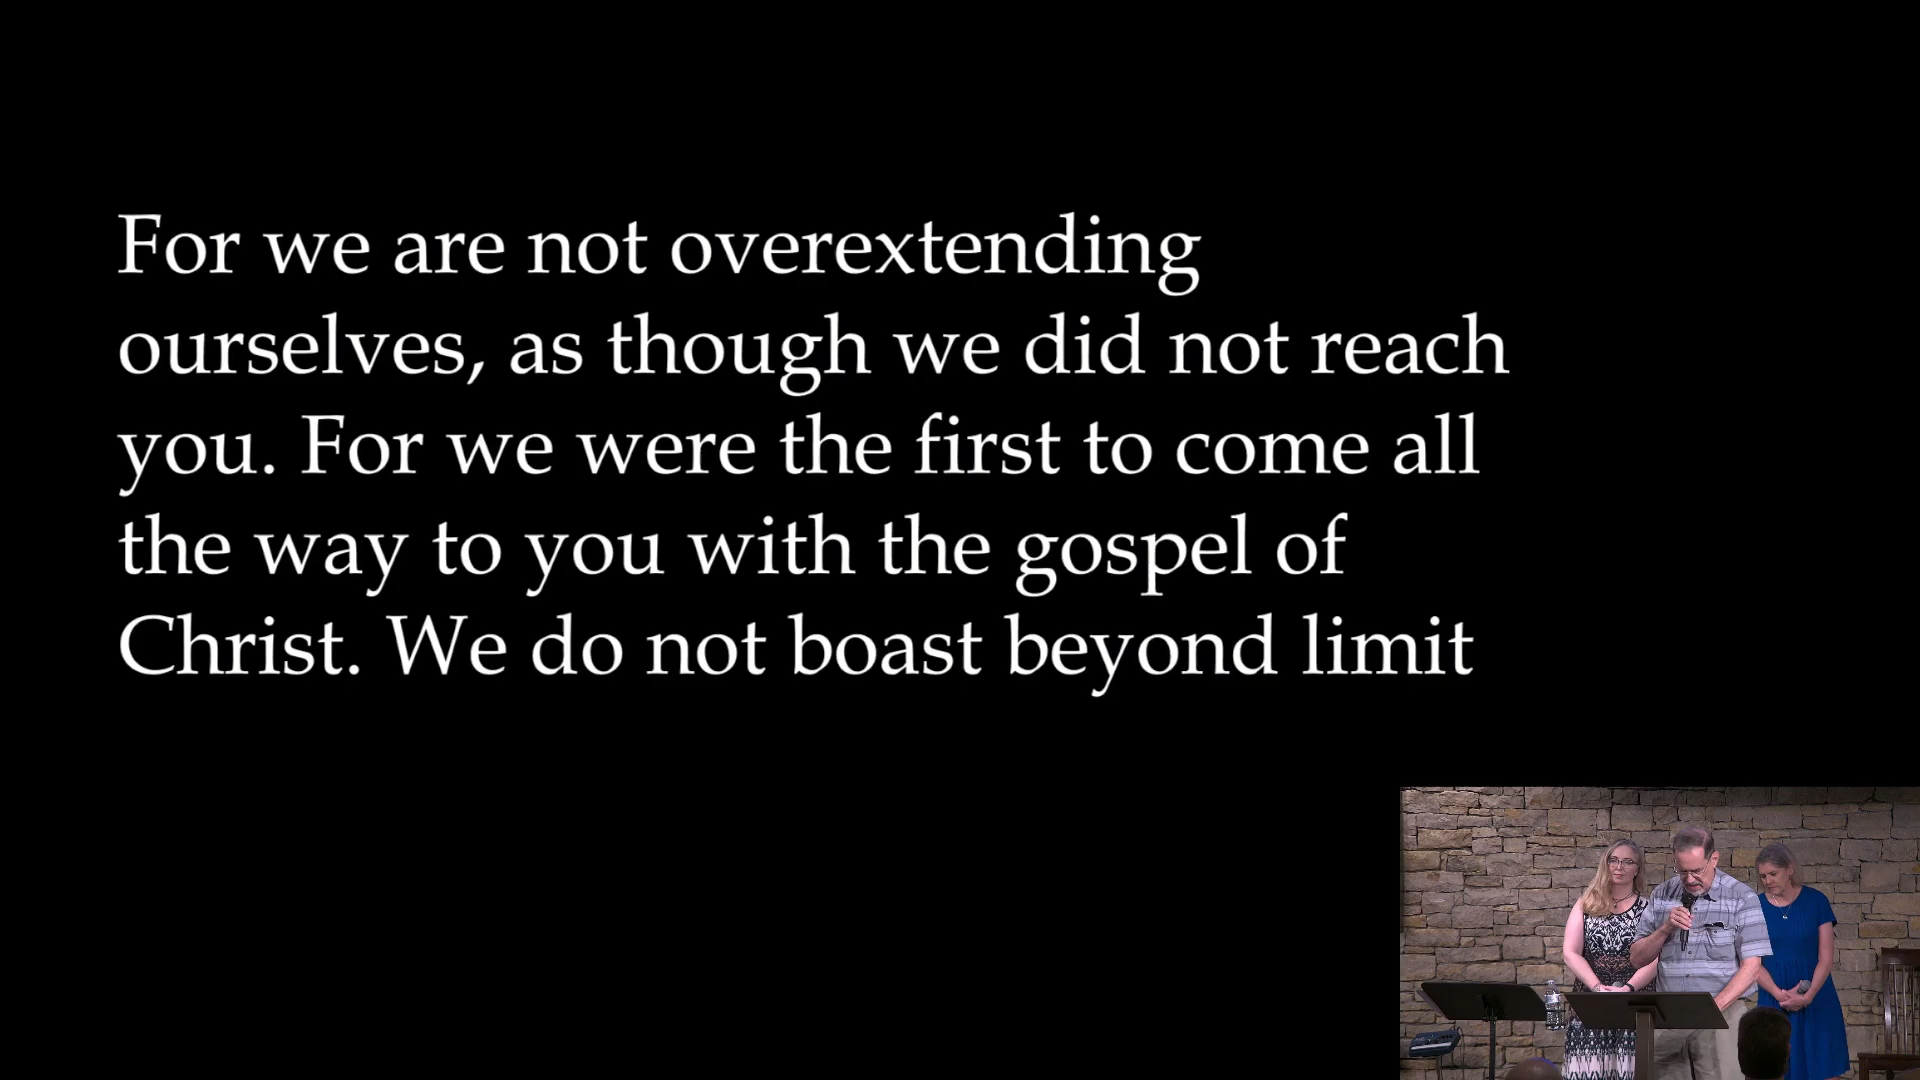 For we are not overextending
ourselves, as though we did not reach
you. For we were the first to come all
the way to you with the gospel of
Christ. We do not boast beyond limit